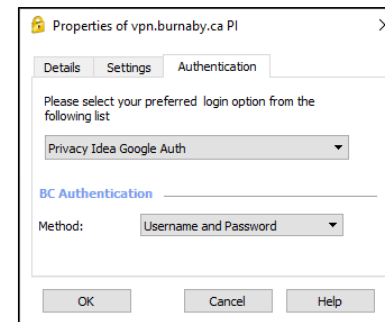 Properties of vpn.burnaby.ca PI
Details Settings Authentication
Please select your preferred login option from the
following list
Privacy Idea Google Auth
BC Authentication
Method: Username and Password
OK Cancel Help